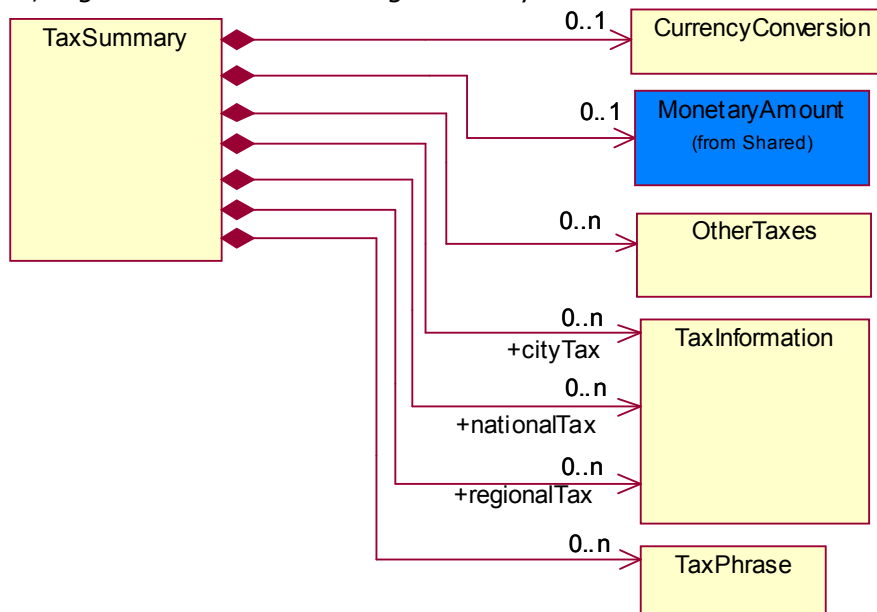 TaxSummary
0..1
CurrencyConversion
0..1
MonetaryAmount
(from Shared)
0..n
OtherTaxes
0..n
+cityTax
TaxInformation
0..n
+nationalTax
0..n
+regionalTax
0..n
TaxPhrase